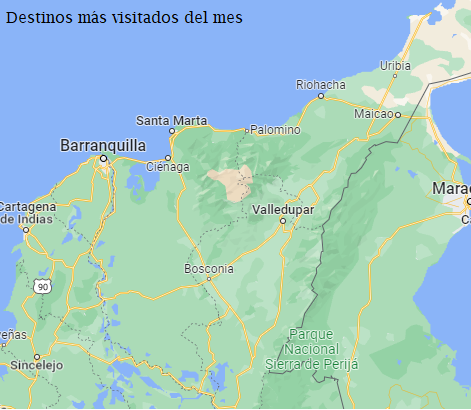 Destinos más visitados del mes
Uribia
Riohacha
Maicao
Santa Marta
Palomino
Barranquilla
Ciénaga
Cartagena
de Indias
Valledupar
Mara
C
Bosconia
90
eñas
Parque
Nacional
Sierra de Perijá
Sincelejo